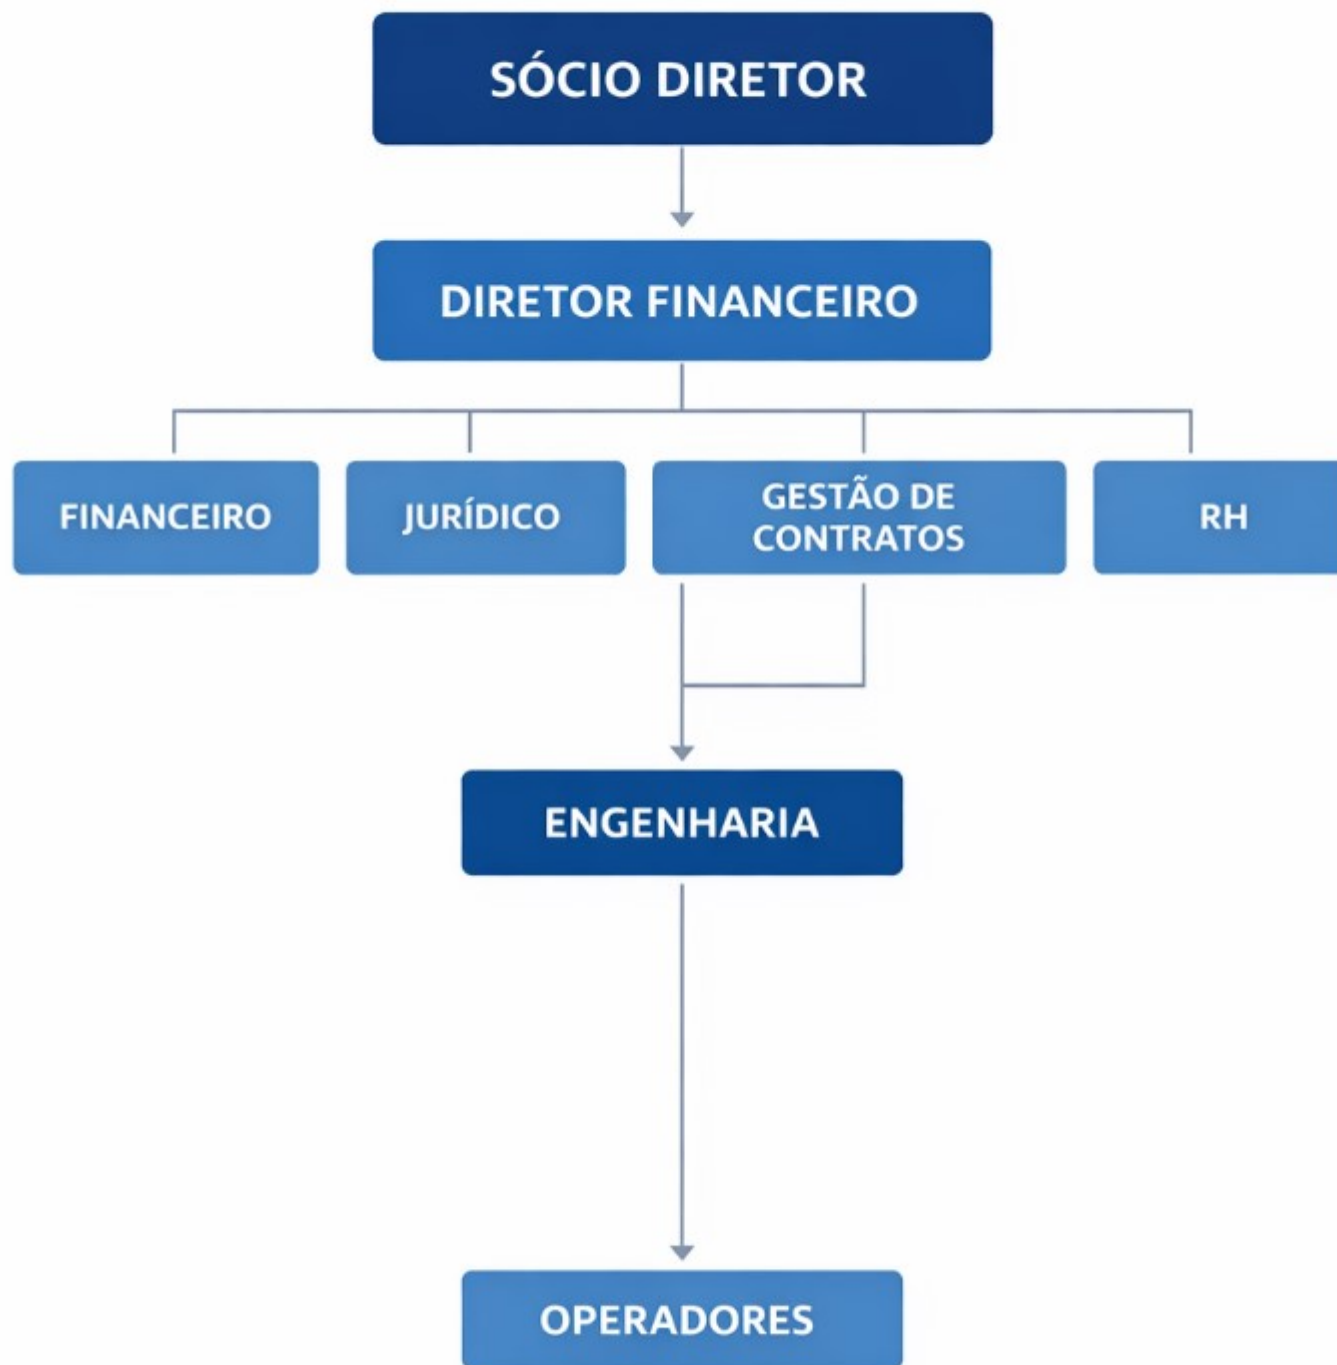 SÓCIO DIRETOR
DIRETOR FINANCEIRO
FINANCEIRO
JURÍDICO
GESTÃO DE
CONTRATOS
RH
ENGENHARIA
OPERADORES